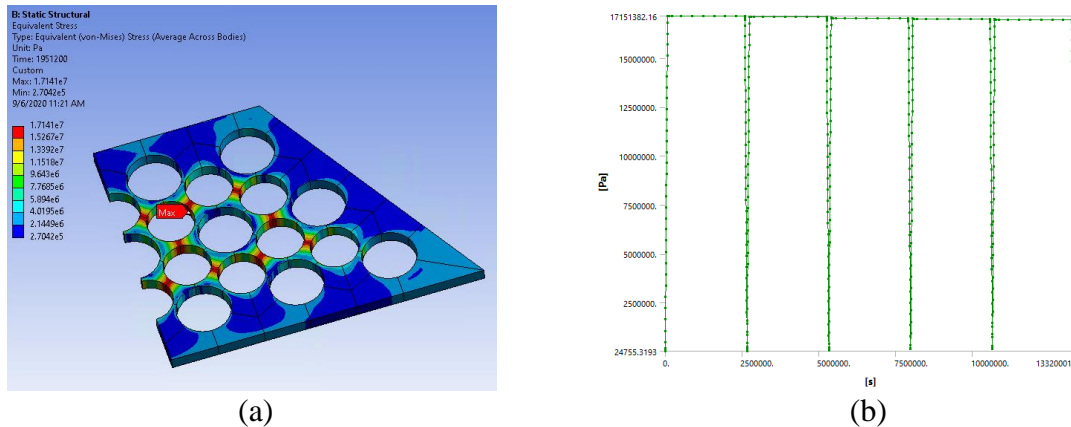 B: Static Structural
Equivalent Stress
Type: Equivalent (von-Mises) Stress (Average Across Bodies)
Unit: Pa
Time: 1951200
Custom
Max: 1.7141e7
Min: 2.7042e5
9/6/2020 11:21 AM
1.7141e7
1.5267e7
1.3392e7
1.1518e7
9.643e6
7.7685e6
5.894e6
4.0195e6
2.1449e6
2.7042e5
Max
(a)
17151382.16
15000000.
12500000.
10000000.
[Pa]
7500000.
5000000.
2500000.
24755.3193
0. 2500000. 5000000. 7500000. 10000000. 13320001
[s]
(b)